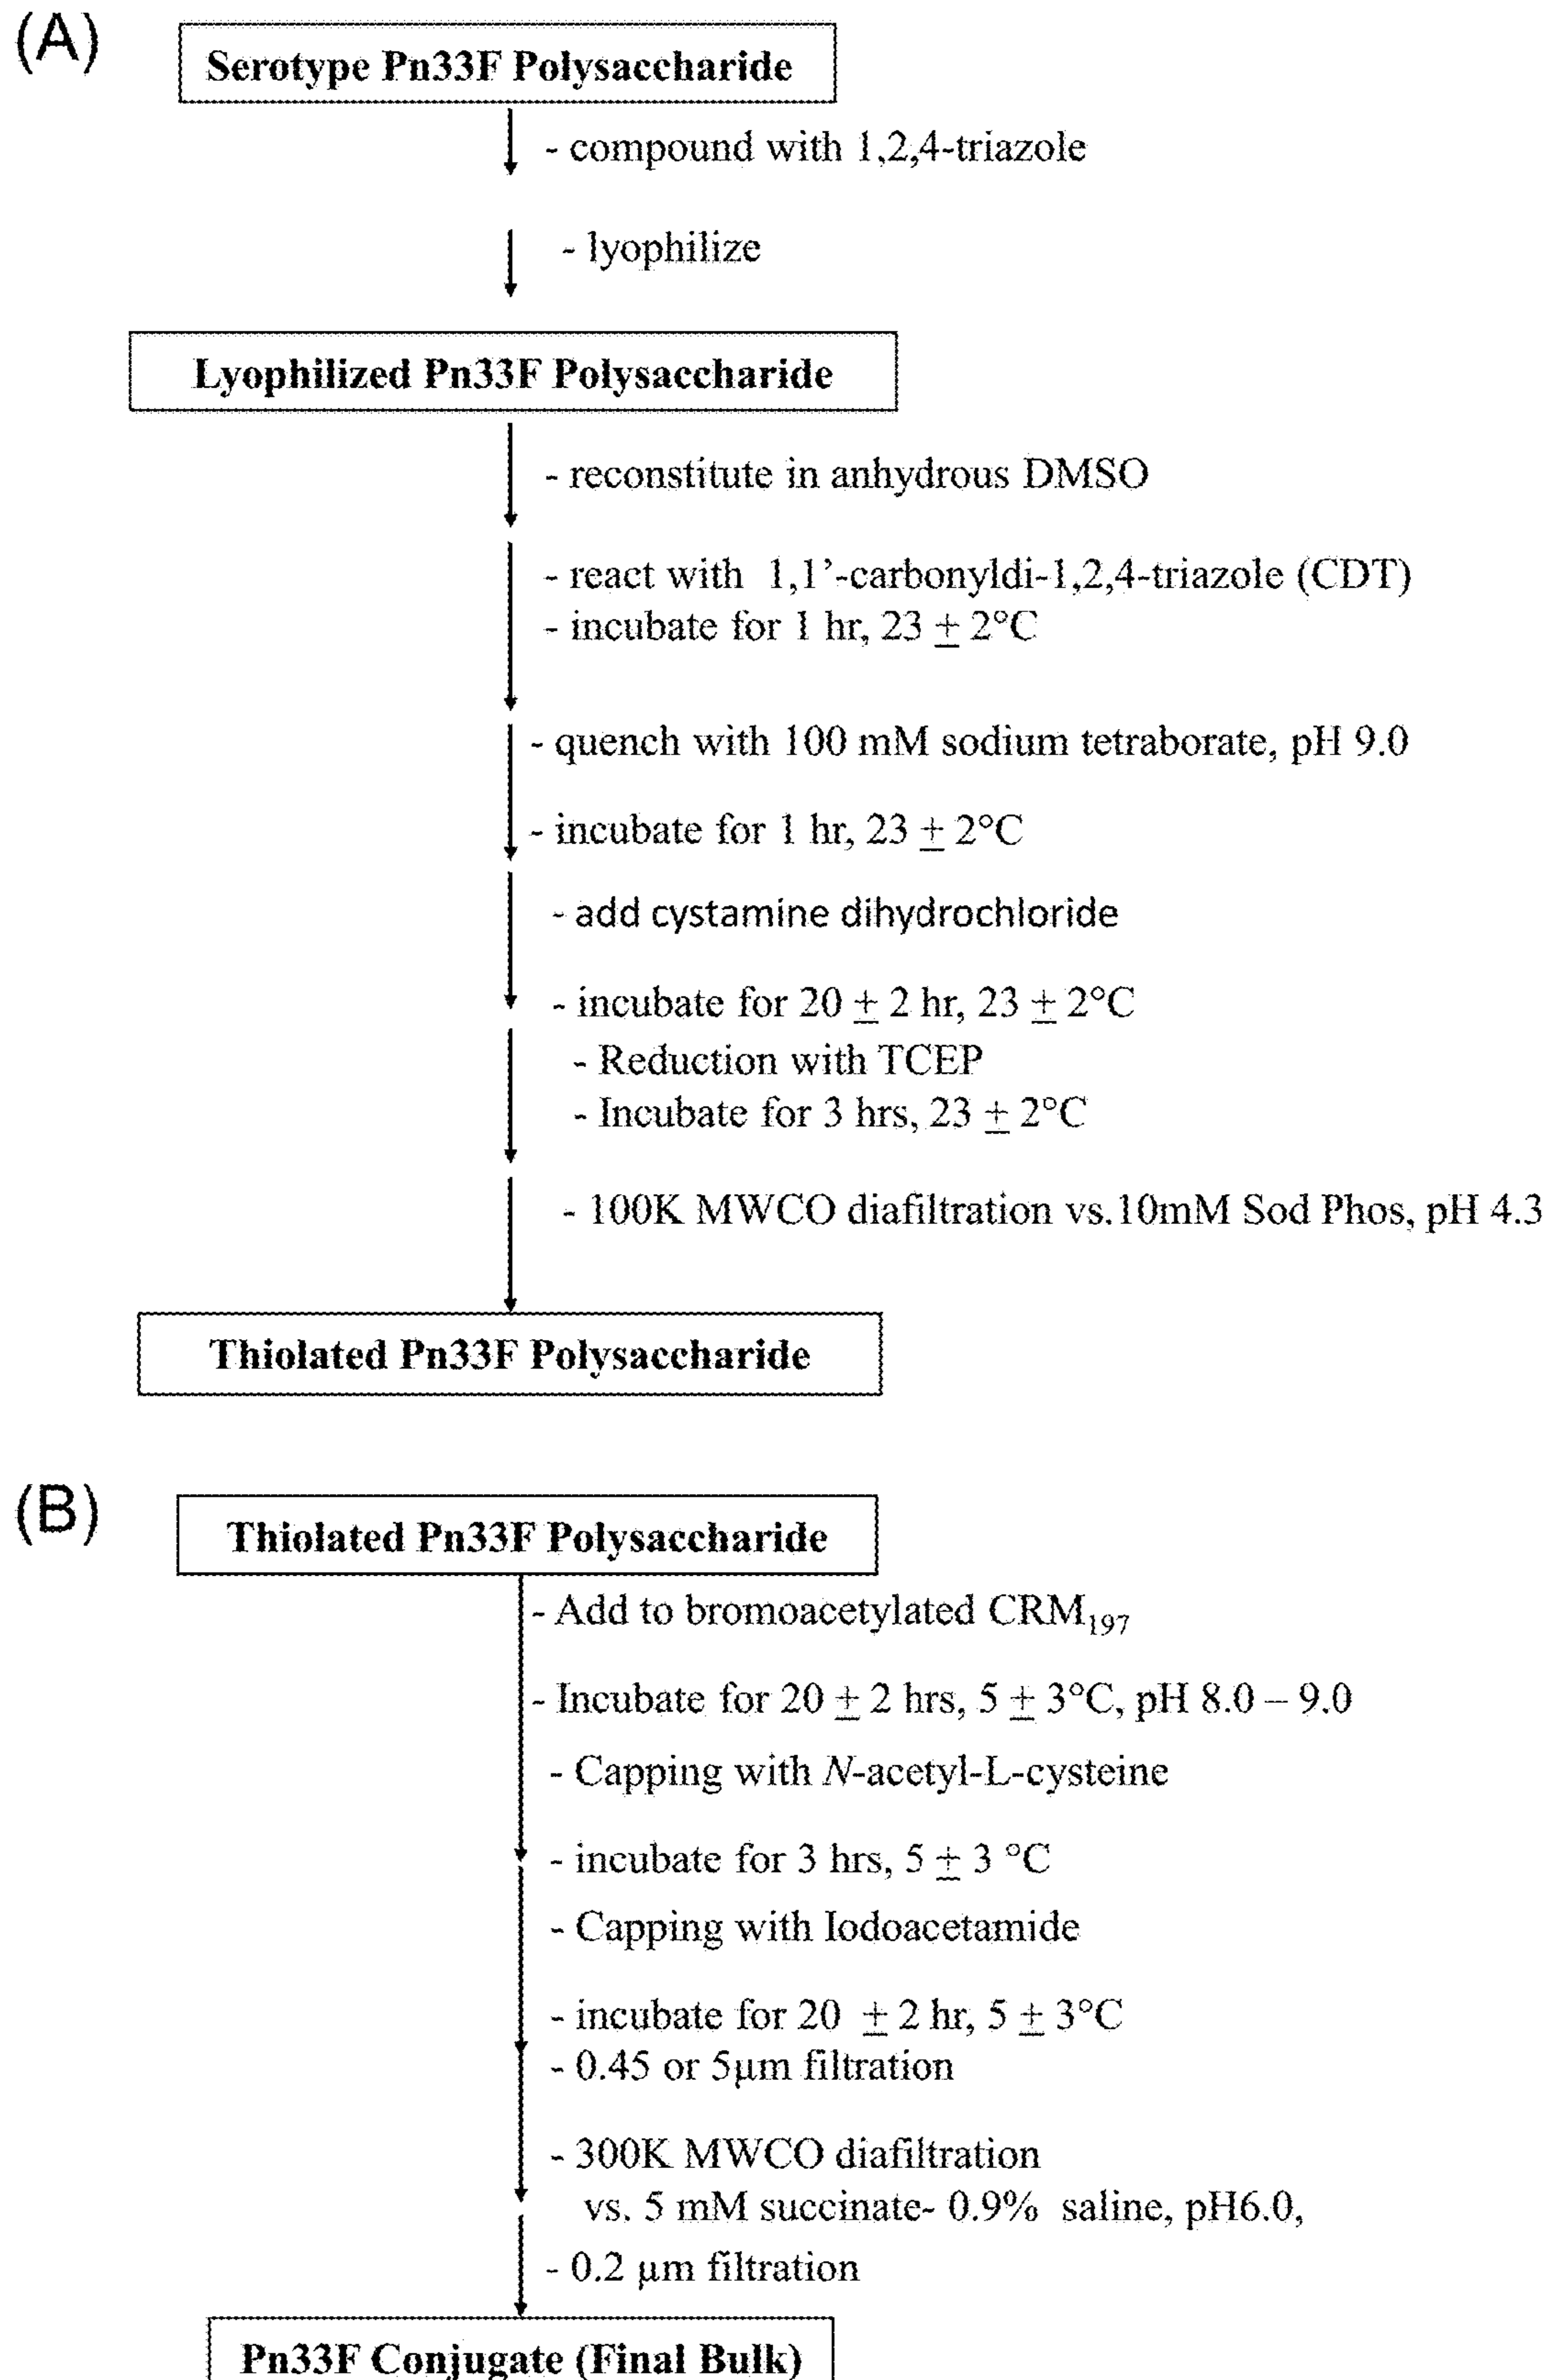 (A)
Serotype Pn33F Polysaccharide
- compound with 1,2,4-triazole
- lyophilize
Lyophilized Pn33F Polysaccharide
- reconstitute in anhydrous DMSO
- react with 1,1’-carbonyldi-1,2,4-triazole (CDT)
- incubate for 1 hr, 23 ± 2°C
- quench with 100 mM sodium tetraborate, pH 9.0
- incubate for 1 hr, 23 ± 2°C
- add cystamine dihydrochloride
- incubate for 20 ± 2 hr, 23 ± 2°C
- Reduction with TCEP
- Incubate for 3 hrs, 23 ± 2°C
- 100K MWCO diafiltration vs.10mM Sod Phos, pH 4.3
Thiolated Pn33F Polysaccharide
(B)
Thiolated Pn33F Polysaccharide
- Add to bromoacetylated CRM197
- Incubate for 20 ± 2 hrs, 5 ± 3°C, pH 8.0 – 9.0
- Capping with N-acetyl-L-cysteine
- incubate for 3 hrs, 5 ± 3 °C
- Capping with Iodoacetamide
- incubate for 20 ± 2 hr, 5 ± 3°C
- 0.45 or 5µm filtration
- 300K MWCO diafiltration
vs. 5 mM succinate- 0.9% saline, pH6.0,
- 0.2 µm filtration
Pn33F Conjugate (Final Bulk)